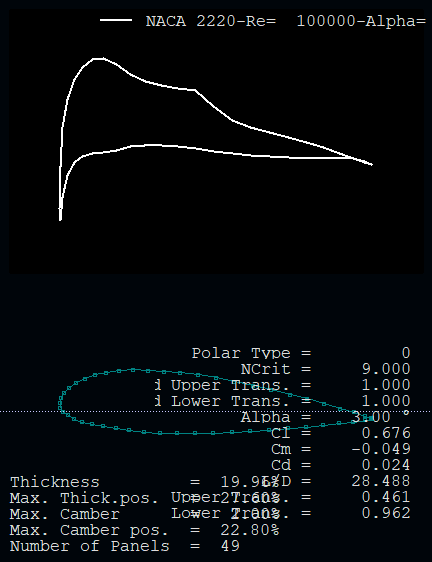 NACA 2220-Re=  100000-Alpha=
Polar Type =           0
NCrit =       9.000
i Upper Trans. =       1.000
i Lower Trans. =       1.000
Alpha =    3.00 °
Cl =       0.676
Cm =      -0.049
Cd =       0.024
Thickness         =  19.96% L/D =      28.488
Max. Thick.pos.   =  27.60% Upper Trans. =       0.461
Max. Camber       =  2.00% Lower Trans. =       0.962
Max. Camber pos.  =  22.80%
Number of Panels  =  49